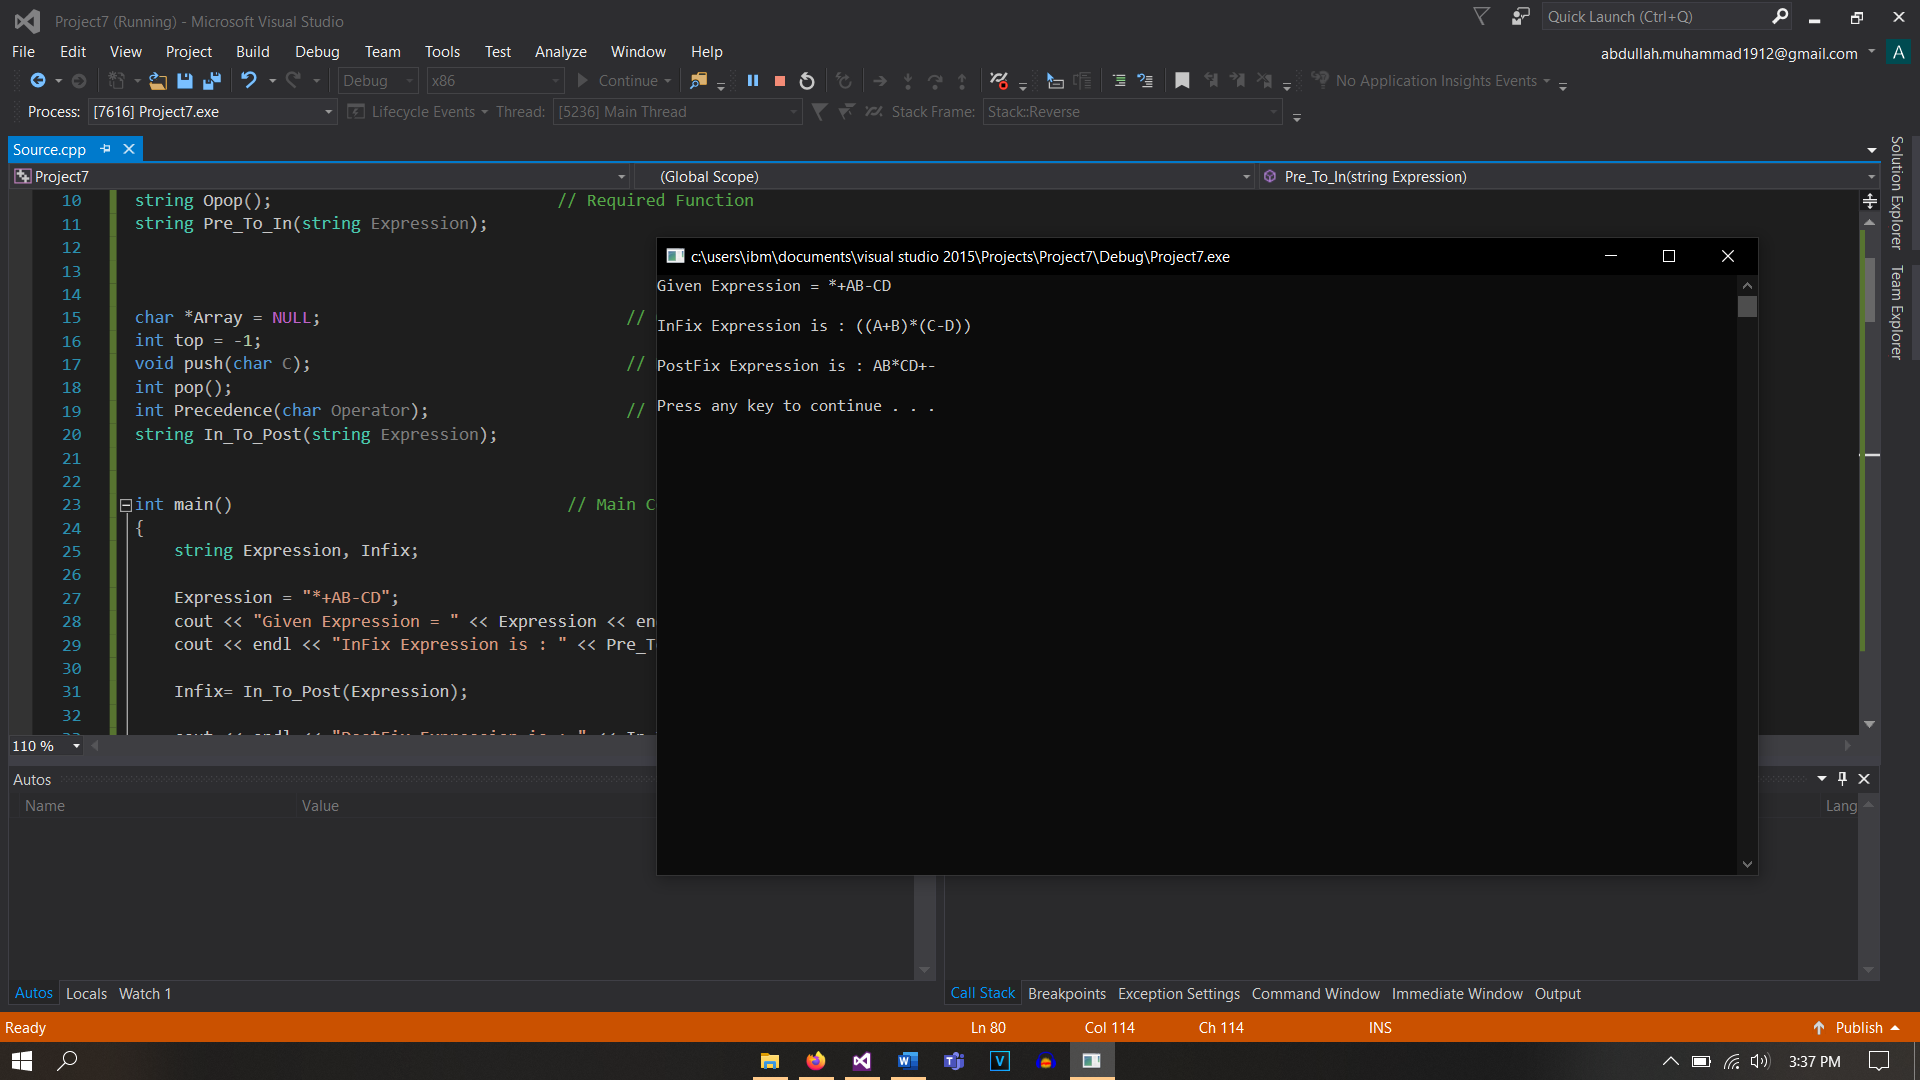 Project7 (Running) - Microsoft Visual Studio
Quick Launch (Ctrl+Q)
File Edit View Project Build Debug Team Tools Test Analyze Window Help
abdullah.muhammad1912@gmail.com A
Debug x86 Continue No Application Insights Events
Process: [7616] Project7.exe Lifecycle Events Thread: [5236] Main Thread Stack Frame: Stack::Reverse
Source.cpp
Project7 (Global Scope) Pre_To_In(string Expression)
10 string Opop(); // Required Function
11 string Pre_To_In(string Expression);
12
13
14
15 char *Array = NULL; //
16 int top = -1;
17 void push(char C); //
18 int pop();
19 int Precedence(char Operator); //
20 string In_To_Post(string Expression);
21
22
23 int main() // Main C
24 {
25 string Expression, Infix;
26
27 Expression = "*+AB-CD";
28 cout << "Given Expression = " << Expression << en
29 cout << endl << "InFix Expression is : " << Pre_T
30
31 Infix= In_To_Post(Expression);
32
c:\users\ibm\documents\visual studio 2015\Projects\Project7\Debug\Project7.exe
Given Expression = *+AB-CD
InFix Expression is : ((A+B)*(C-D))
PostFix Expression is : AB*CD+-
Press any key to continue . . .
Solution Explorer
Team Explorer
110 %
Autos
Name Value
Lang
Autos Locals Watch 1
Call Stack Breakpoints Exception Settings Command Window Immediate Window Output
Ready Ln 80 Col 114 Ch 114 INS Publish
3:37 PM